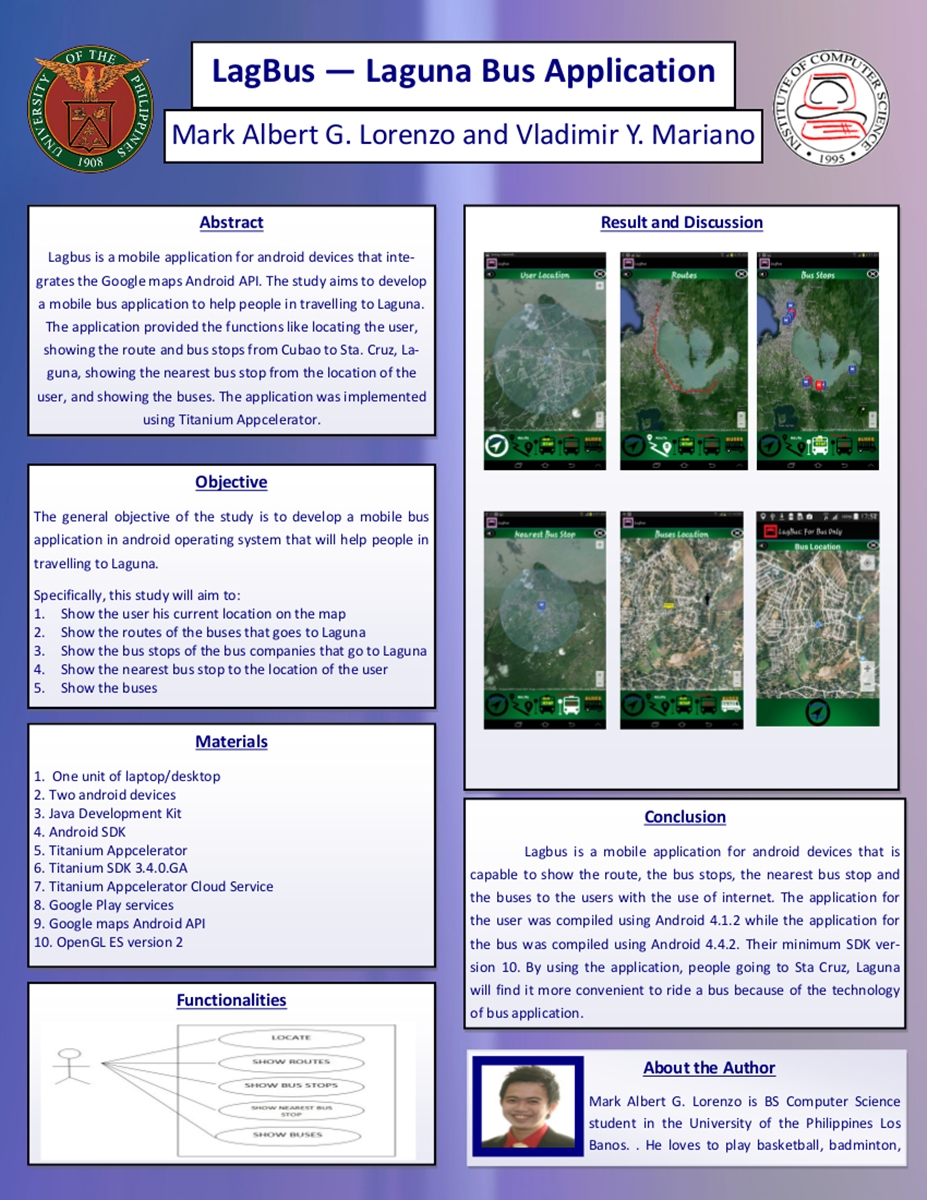 LagBus — Laguna Bus Application
Mark Albert G. Lorenzo and Vladimir Y. Mariano
UNIVERSITY OF THE PHILIPPINES
1908
INSTITUTE OF COMPUTER SCIENCE
• 1995 •
Abstract
Lagbus is a mobile application for android devices that inte-
grates the Google maps Android API. The study aims to develop
a mobile bus application to help people in travelling to Laguna.
The application provided the functions like locating the user,
showing the route and bus stops from Cubao to Sta. Cruz, La-
guna, showing the nearest bus stop from the location of the
user, and showing the buses. The application was implemented
using Titanium Appcelerator.
Objective
The general objective of the study is to develop a mobile bus
application in android operating system that will help people in
travelling to Laguna.
Specifically, this study will aim to:
1. Show the user his current location on the map
2. Show the routes of the buses that goes to Laguna
3. Show the bus stops of the bus companies that go to Laguna
4. Show the nearest bus stop to the location of the user
5. Show the buses
Materials
1. One unit of laptop/desktop
2. Two android devices
3. Java Development Kit
4. Android SDK
5. Titanium Appcelerator
6. Titanium SDK 3.4.0.GA
7. Titanium Appcelerator Cloud Service
8. Google Play services
9. Google maps Android API
10. OpenGL ES version 2
Functionalities
LOCATE
SHOW ROUTES
SHOW BUS STOPS
SHOW NEAREST BUS
STOP
SHOW BUSES
Result and Discussion
User Location
Routes
Bus Stops
BUSES
BUSES
BUSES
Nearest Bus Stop
Buses Location
LagBus: For Bus Only
Bus Location
BUSES
BUSES
Conclusion
Lagbus is a mobile application for android devices that is
capable to show the route, the bus stops, the nearest bus stop and
the buses to the users with the use of internet. The application for
the user was compiled using Android 4.1.2 while the application for
the bus was compiled using Android 4.4.2. Their minimum SDK ver-
sion 10. By using the application, people going to Sta Cruz, Laguna
will find it more convenient to ride a bus because of the technology
of bus application.
About the Author
Mark Albert G. Lorenzo is BS Computer Science
student in the University of the Philippines Los
Banos. . He loves to play basketball, badminton,